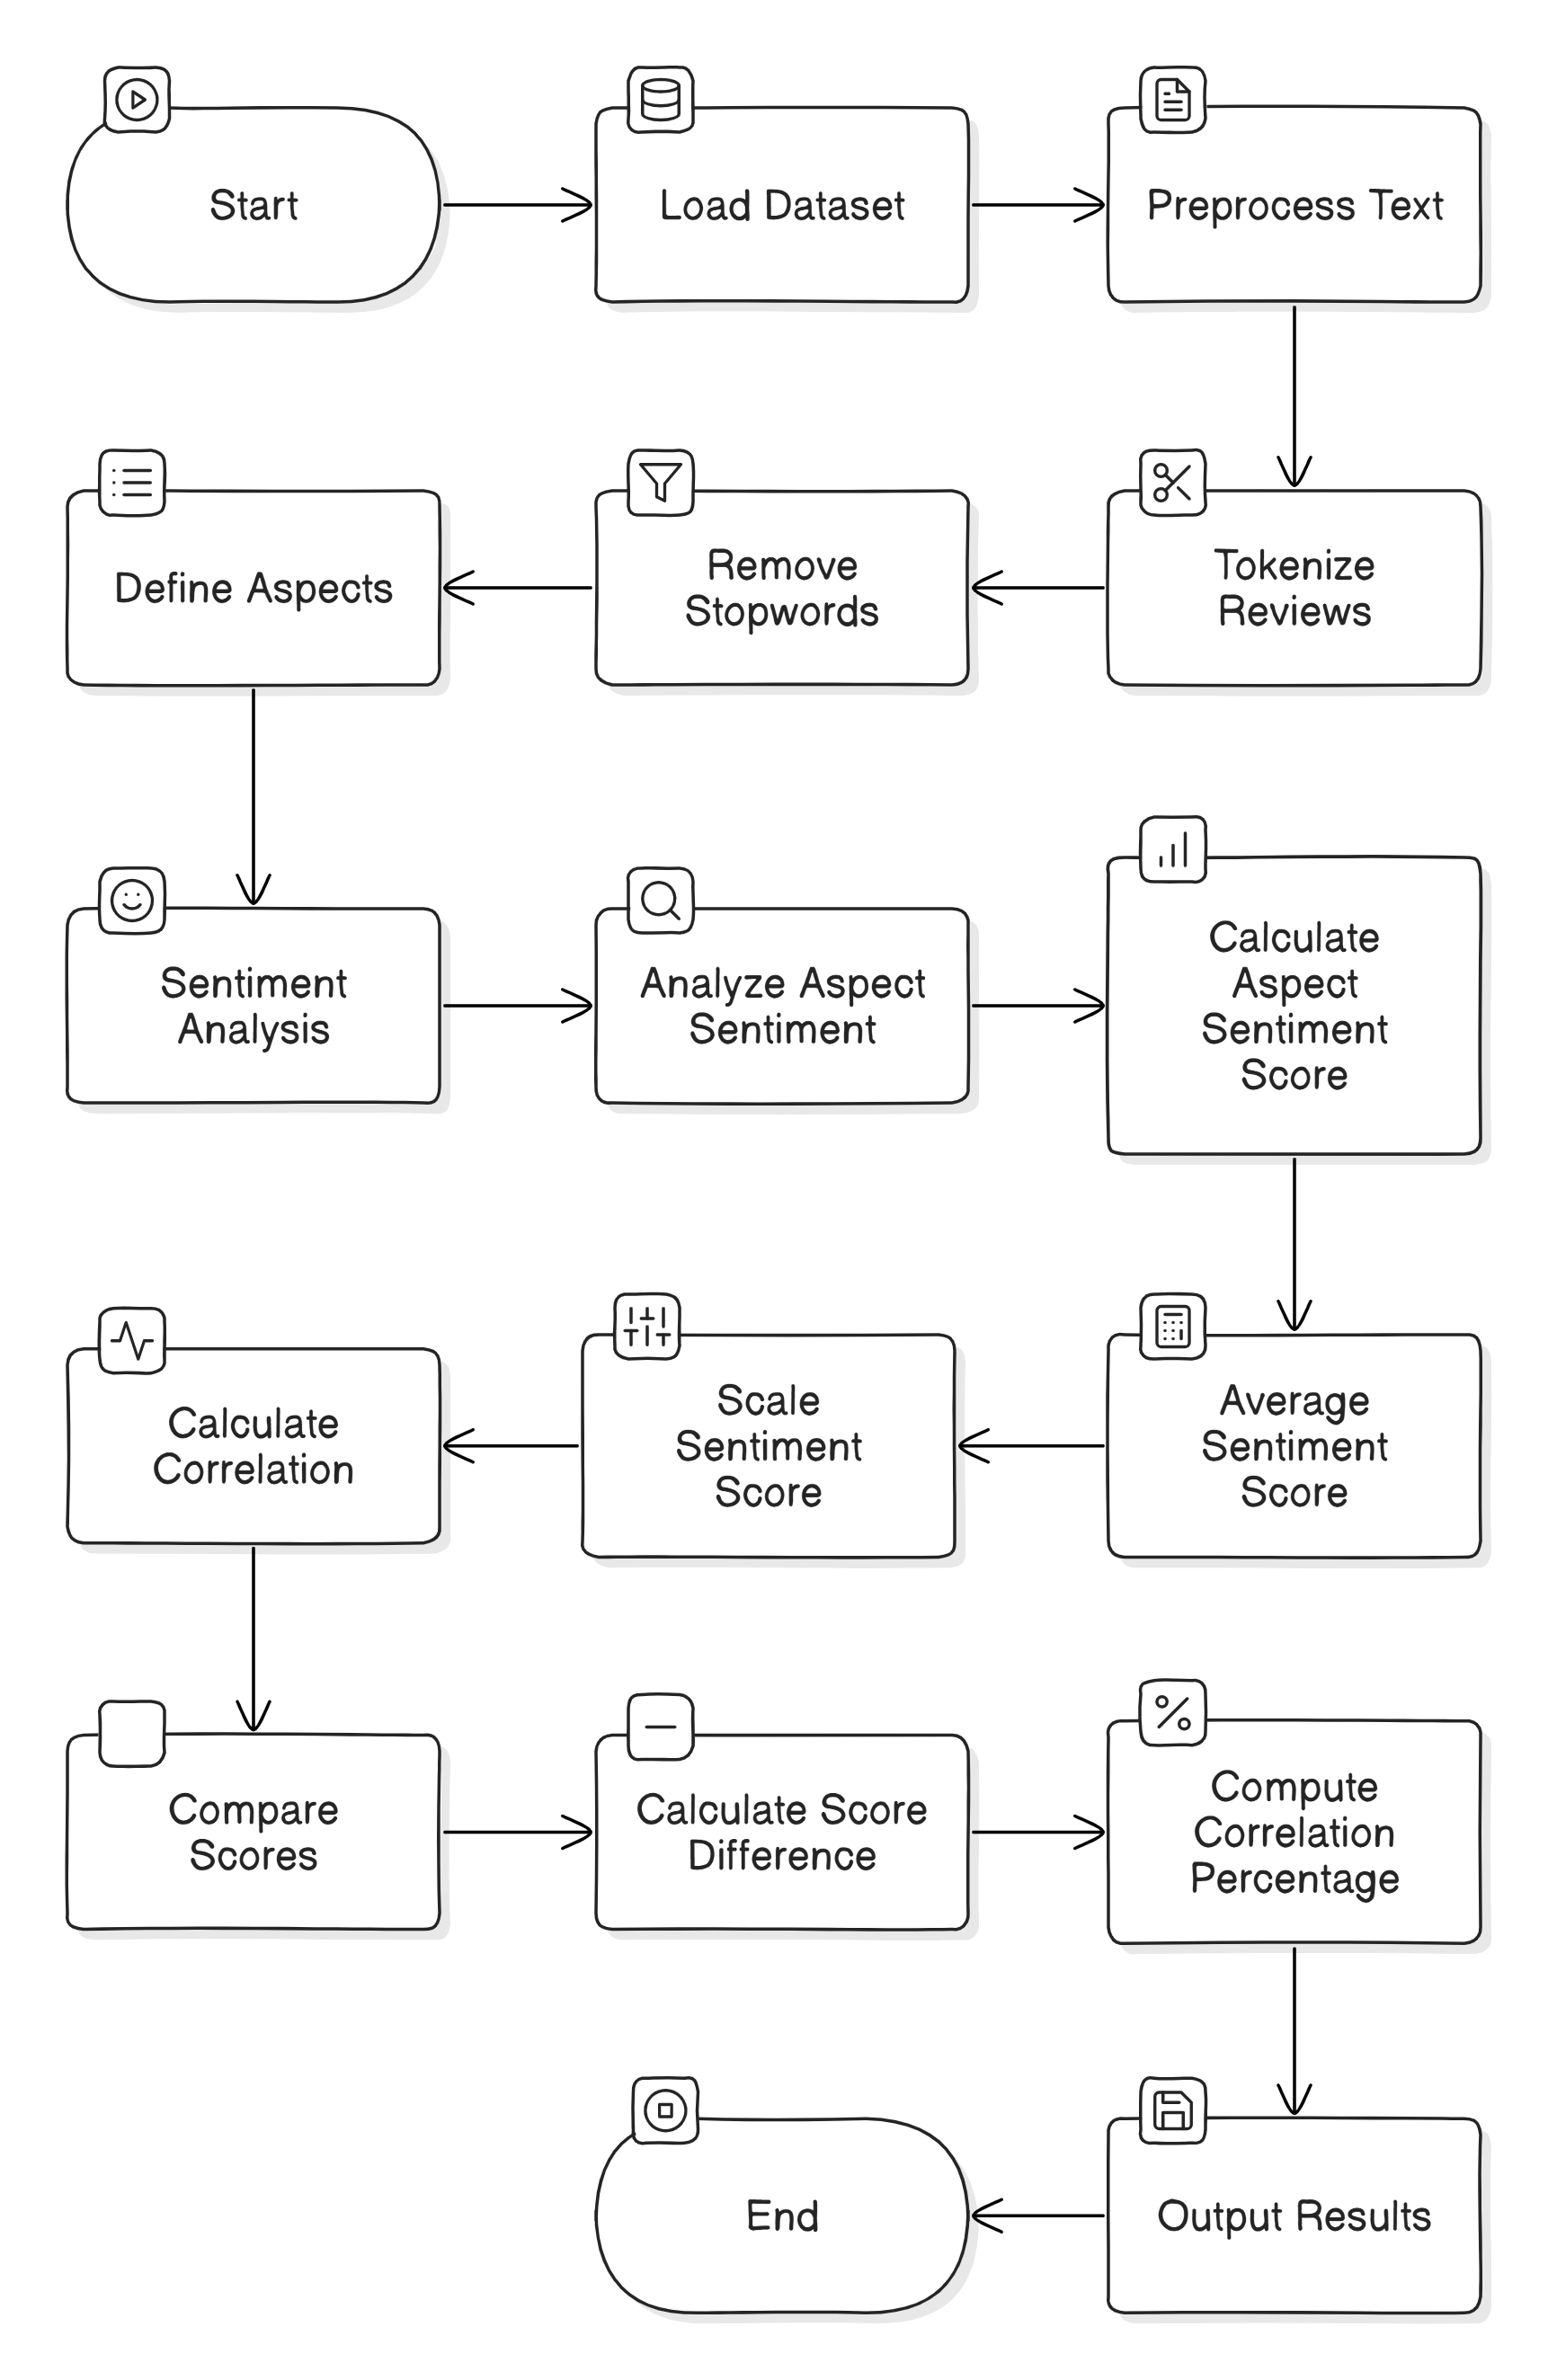 Start
Load Dataset
Preprocess Text
Define Aspects
Remove
Stopwords
Tokenize
Reviews
Sentiment
Analysis
Analyze Aspect
Sentiment
Calculate
Aspect
Sentiment
Score
Calculate
Correlation
Scale
Sentiment
Score
Average
Sentiment
Score
Compare
Scores
Calculate Score
Difference
Compute
Correlation
Percentage
End
Output Results